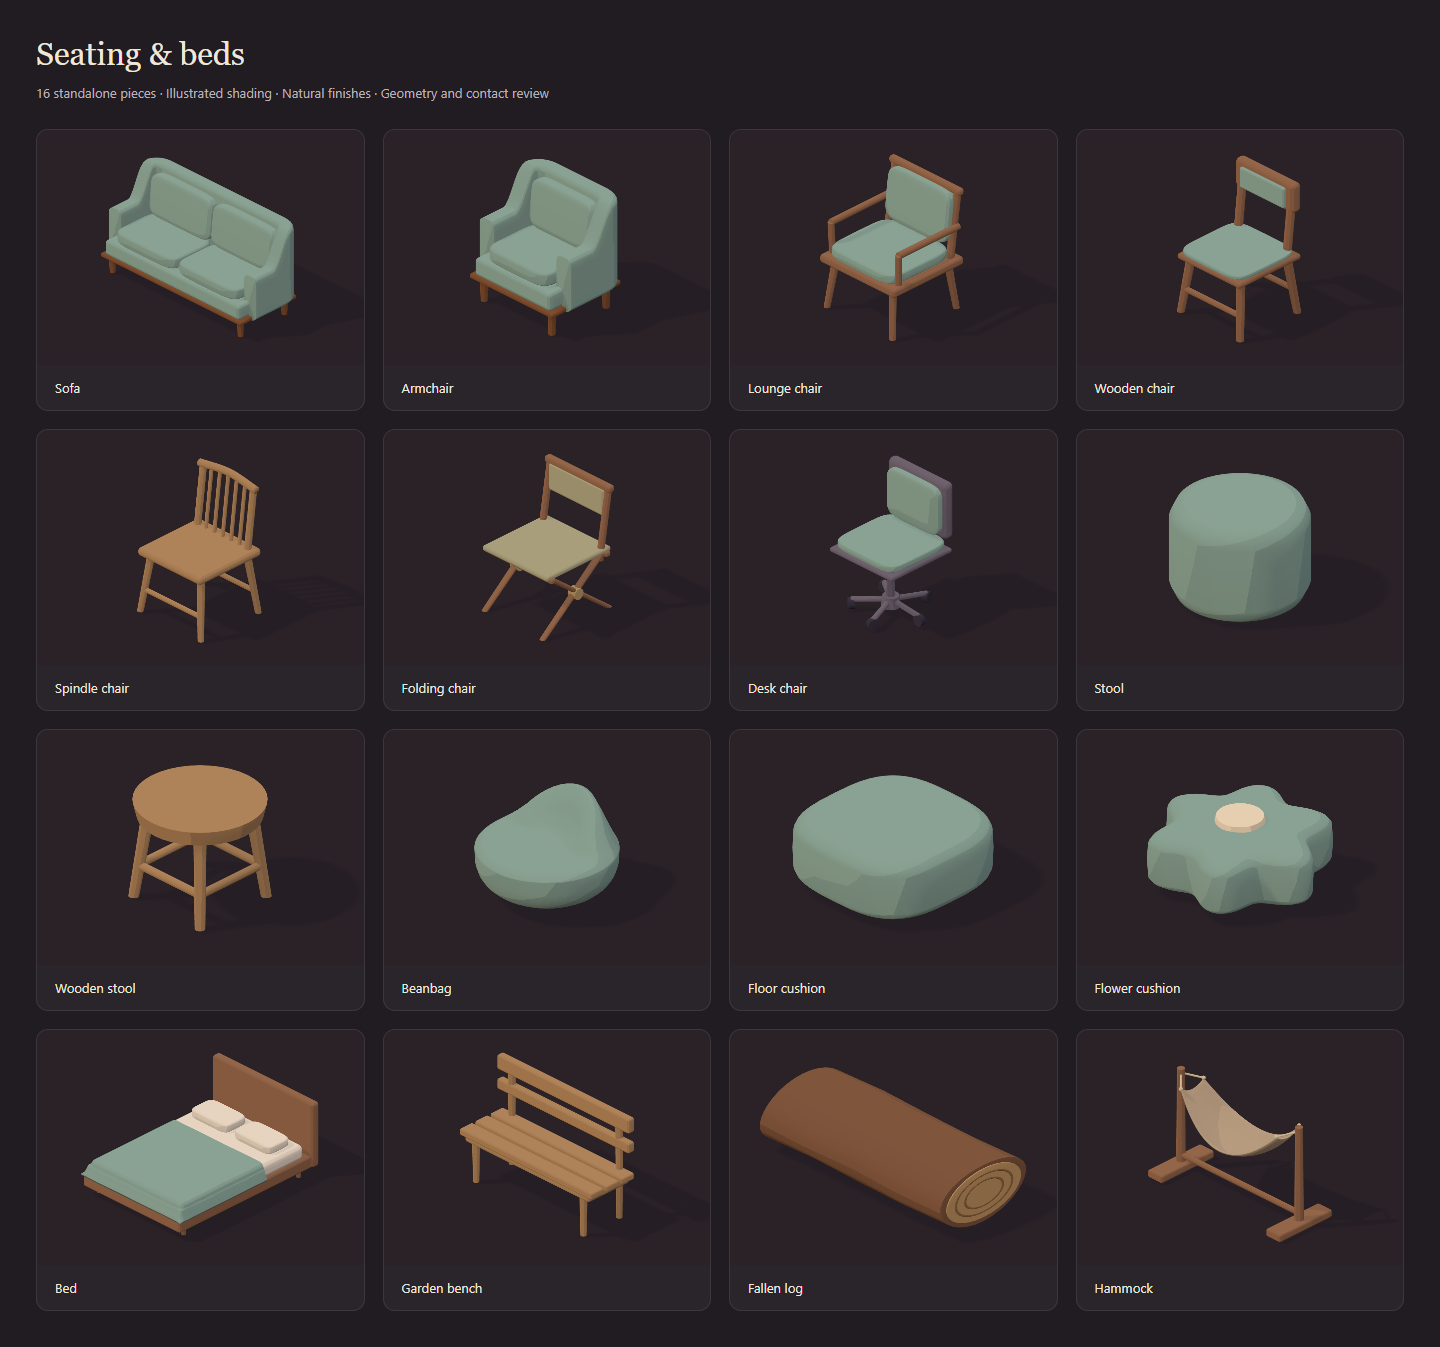 Seating & beds
16 standalone pieces · Illustrated shading · Natural finishes · Geometry and contact review
Sofa
Armchair
Lounge chair
Wooden chair
Spindle chair
Folding chair
Desk chair
Stool
Wooden stool
Beanbag
Floor cushion
Flower cushion
Bed
Garden bench
Fallen log
Hammock